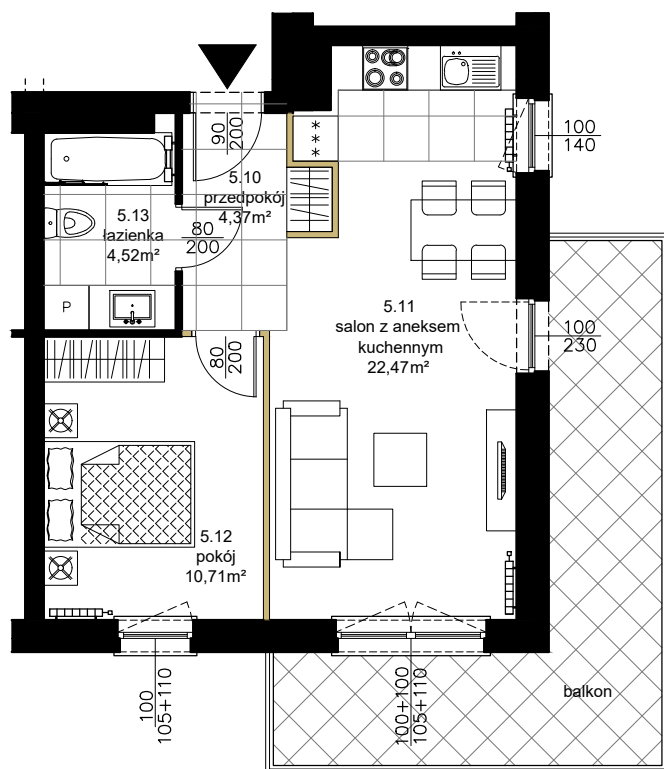 100
140
90
200
***
5.10
przedpokój
4,37m²
5.13
łazienka
4,52m²
80
200
P
5.11
salon z aneksem
kuchennym
22,47m²
100
230
80
200
5.12
pokój
10,71m²
100
105+110
100+100
105+110
balkon